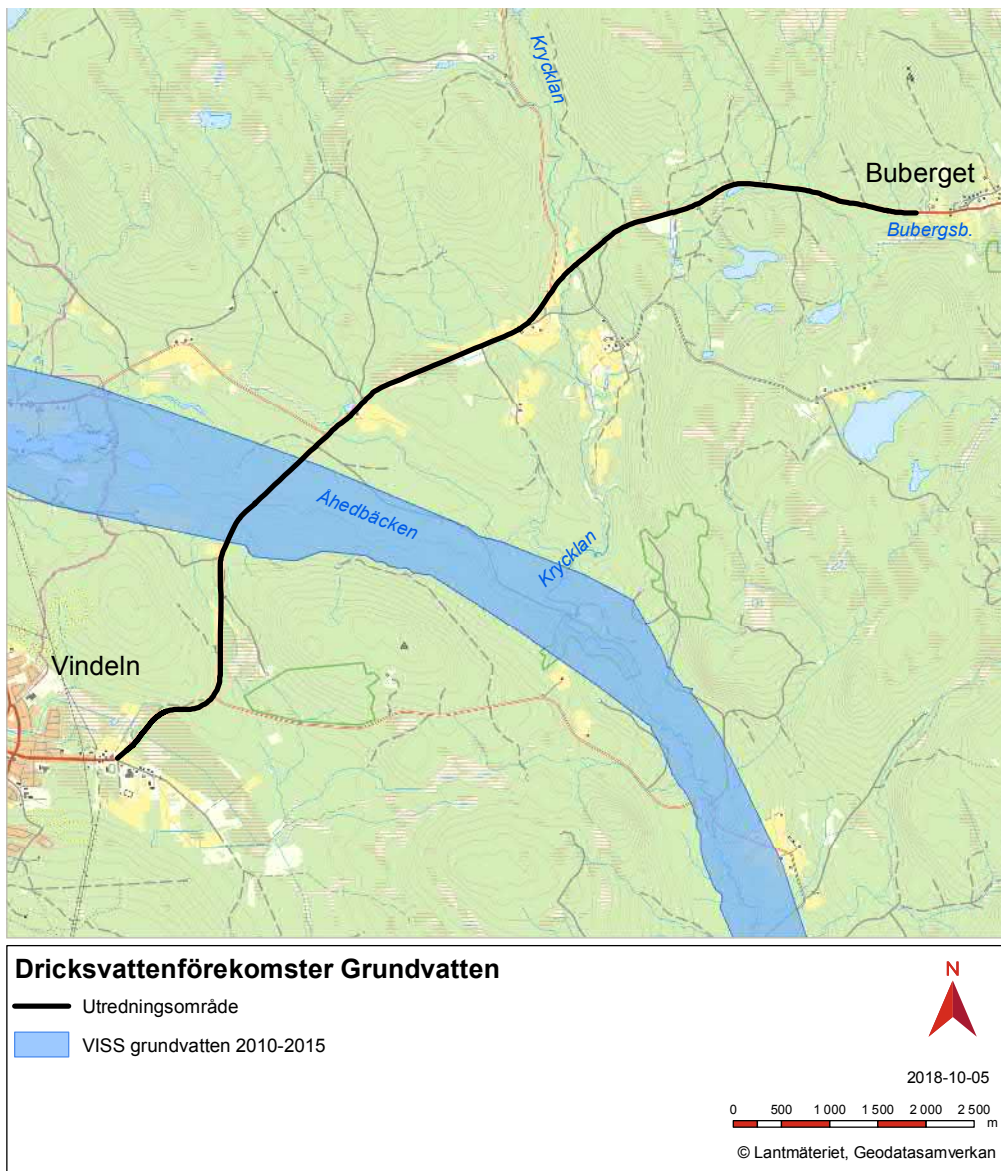 Krycklan
Buberget
Bubergsb.
Åhedbäcken
Krycklan
Vindeln
Dricksvattenförekomster Grundvatten
Utredningsområde
VISS grundvatten 2010-2015
N
2018-10-05
0 500 1 000 1 500 2 000 2 500
m
© Lantmäteriet, Geodatasamverkan